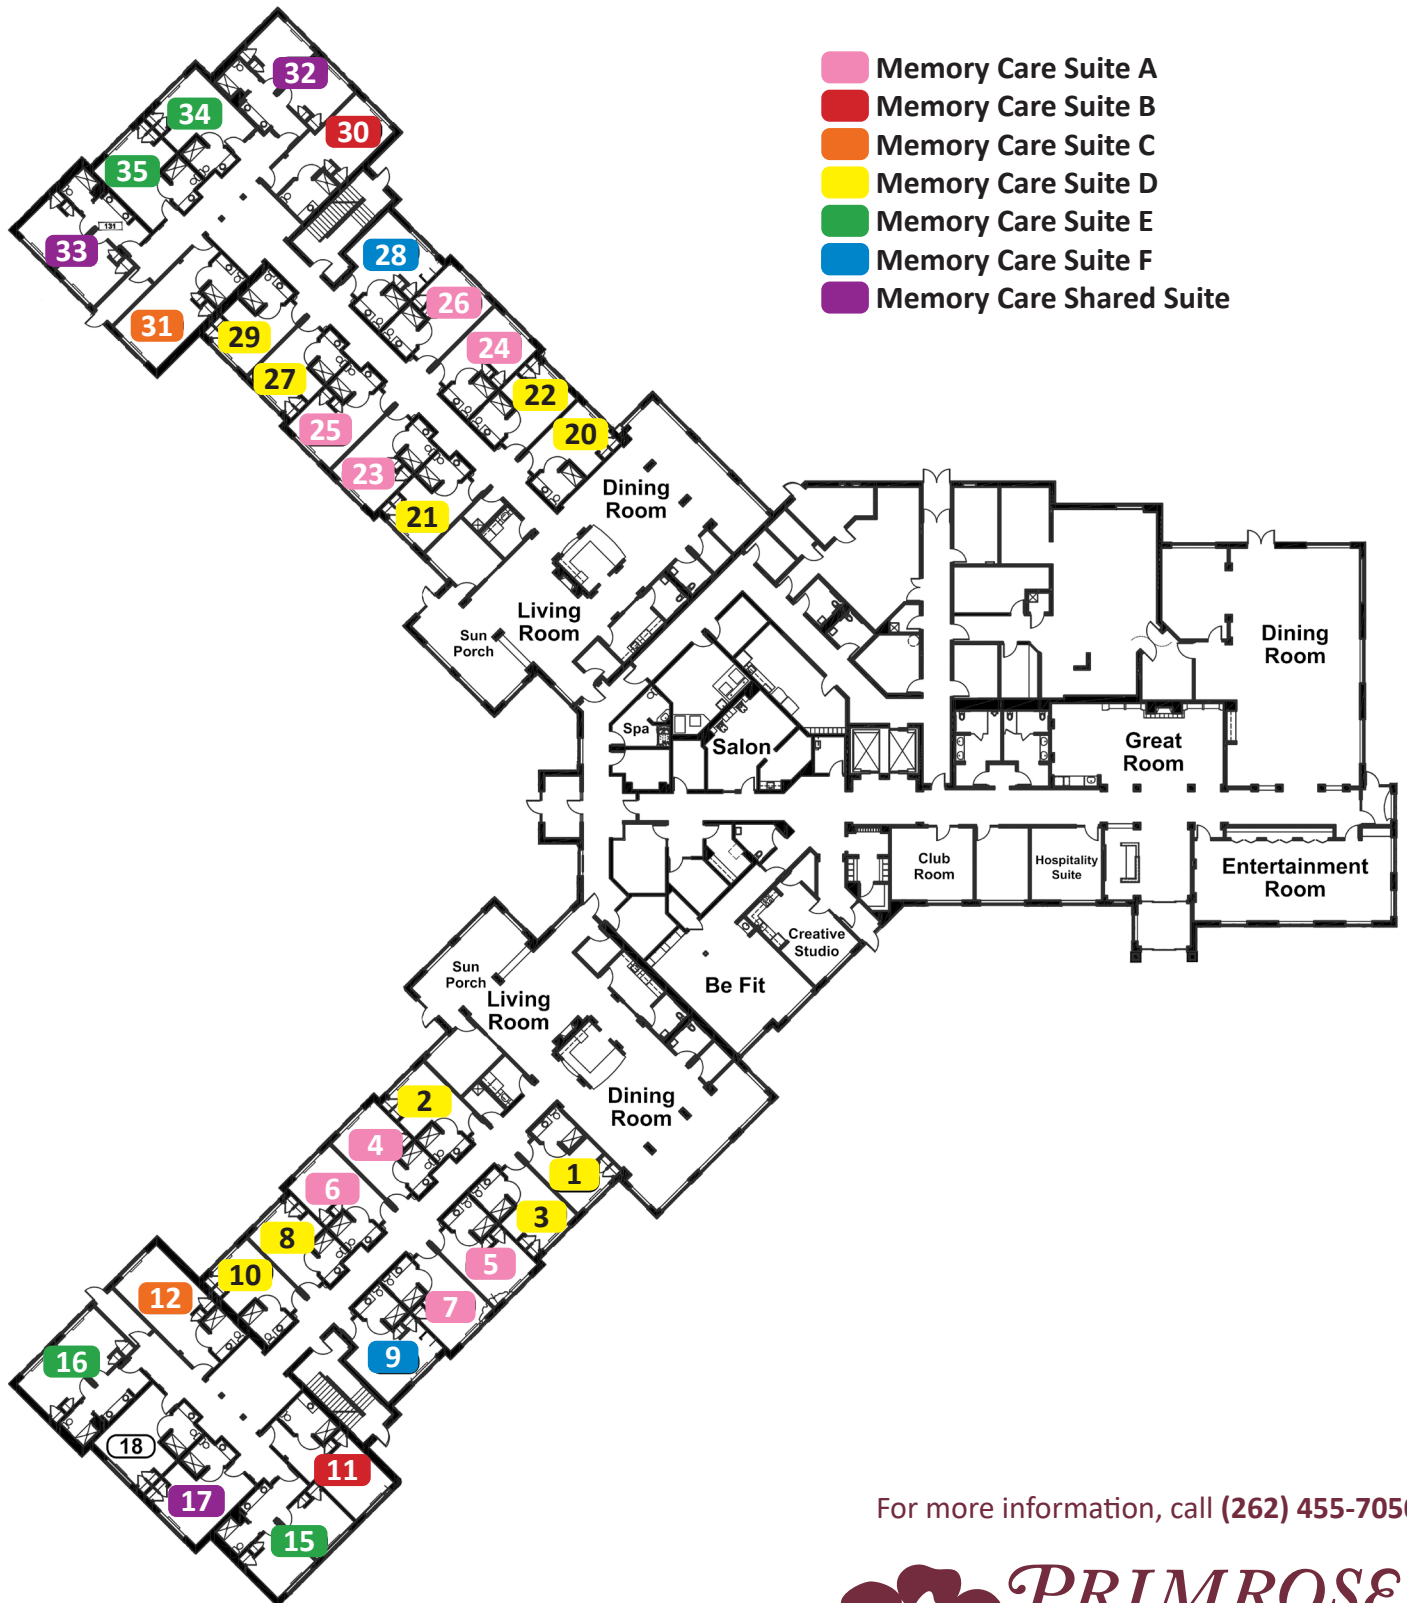 32
34
30
35
131
33
28
31
26
29
24
27
22
25
20
23
21
Memory Care Suite A
Memory Care Suite B
Memory Care Suite C
Memory Care Suite D
Memory Care Suite E
Memory Care Suite F
Memory Care Shared Suite
Dining
Room
Living
Room
Sun
Porch
Spa
Salon
Dining
Room
Great
Room
Club
Room
Hospitality
Suite
Entertainment
Room
Creative
Studio
Be Fit
Sun
Porch
Living
Room
Dining
Room
2
4
1
6
3
8
5
10
7
12
9
16
18
11
17
15
For more information, call (262) 455-7050
PRIMROSE